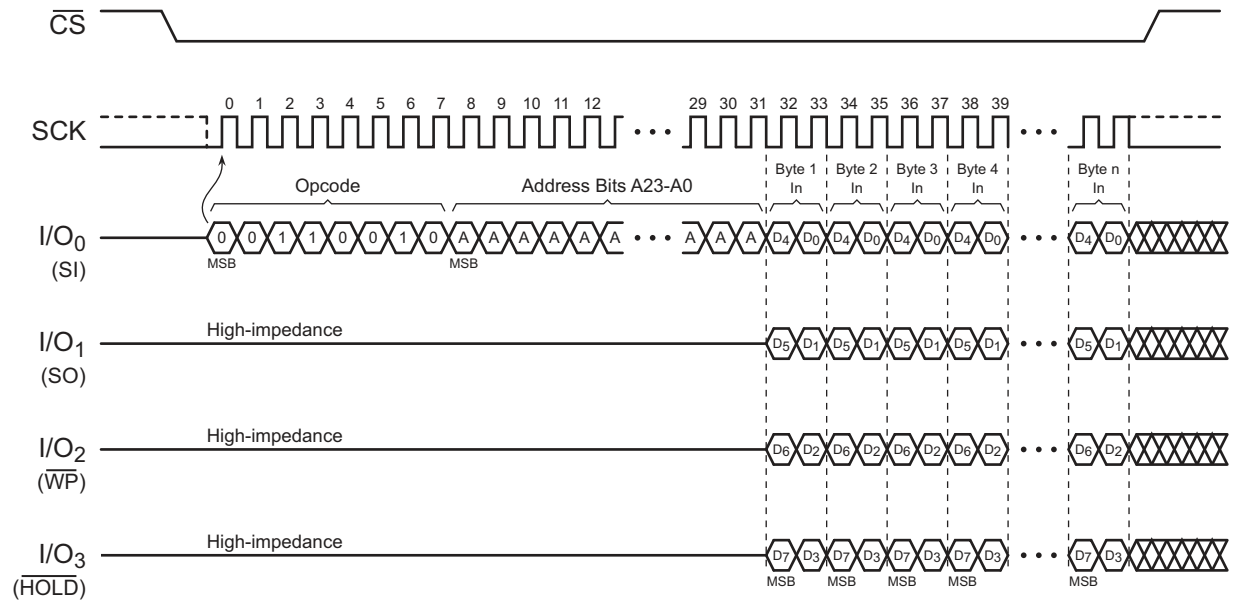 CS
0 1 2 3 4 5 6 7 8 9 10 11 12 29 30 31 32 33 34 35 36 37 38 39
SCK • • • • • •
Opcode Address Bits A23-A0 Byte 1 In Byte 2 In Byte 3 In Byte 4 In Byte n In
I/O0 0 0 1 1 0 0 1 0 A A A A A A • • • A A A D4 D0 D4 D0 D4 D0 D4 D0 • • • D4 D0
(SI) MSB MSB
High-impedance
I/O1 D5 D1 D5 D1 D5 D1 D5 D1 • • • D5 D1
(SO)
High-impedance
I/O2 D6 D2 D6 D2 D6 D2 D6 D2 • • • D6 D2
(WP)
High-impedance
I/O3 D7 D3 D7 D3 D7 D3 D7 D3 • • • D7 D3
(HOLD) MSB MSB MSB MSB MSB